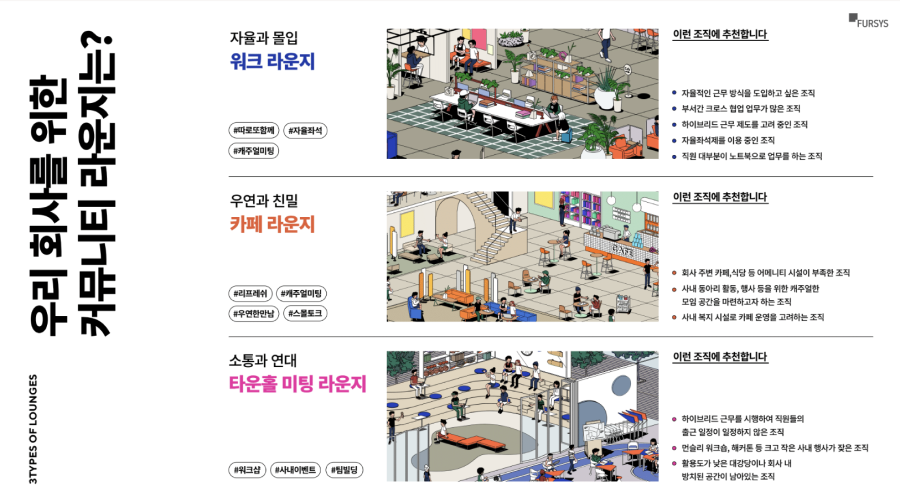 우리 회사를 위한
커뮤니티 라운지는?
3TYPES OF LOUNGES
FURSYS
자율과 몰입
워크 라운지
#따로또함께 #자율좌석
#캐주얼미팅
이런 조직에 추천합니다
자율적인 근무 방식을 도입하고 싶은 조직
부서간 크로스 협업 업무가 많은 조직
하이브리드 근무 제도를 고려 중인 조직
자율좌석제를 이용 중인 조직
직원 대부분이 노트북으로 업무를 하는 조직
우연과 친밀
카페 라운지
#리프레쉬 #캐주얼미팅
#우연한만남 #스몰토크
CAFE
이런 조직에 추천합니다
회사 주변 카페,식당 등 어메니티 시설이 부족한 조직
사내 동아리 활동, 행사 등을 위한 캐주얼한
모임 공간을 마련하고자 하는 조직
사내 복지 시설로 카페 운영을 고려하는 조직
소통과 연대
타운홀 미팅 라운지
#워크샵 #사내이벤트 #팀빌딩
이런 조직에 추천합니다
하이브리드 근무를 시행하여 직원들의
출근 일정이 일정하지 않은 조직
먼슬리 워크숍, 해커톤 등 크고 작은 사내 행사가 잦은 조직
활용도가 낮은 대강당이나 회사 내
방치된 공간이 남아있는 조직